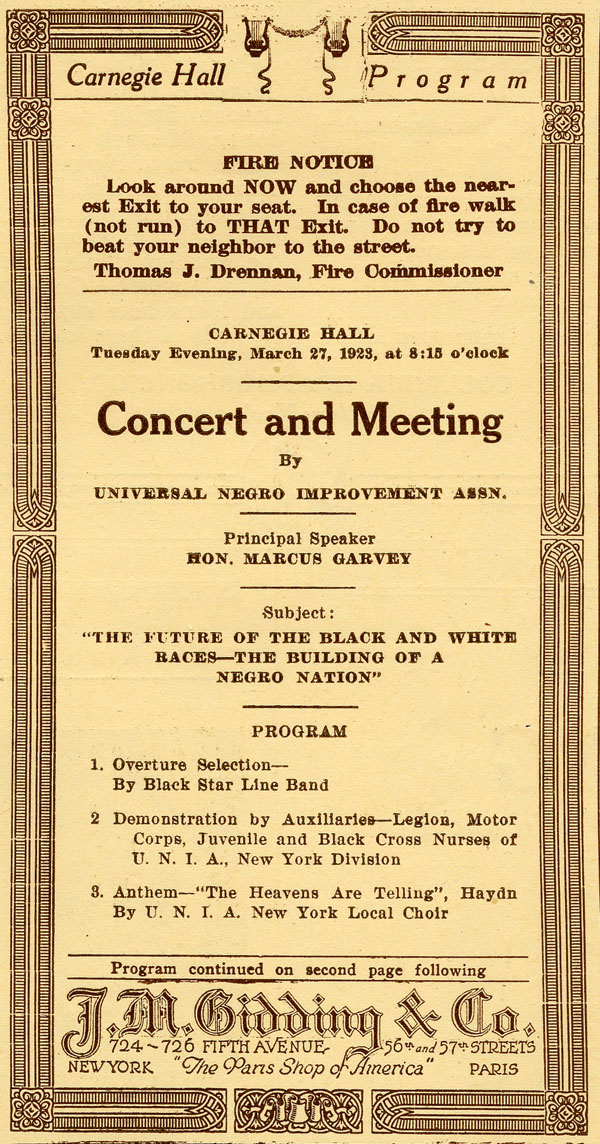 Carnegie Hall Program
FIRE NOTICE
Look around NOW and choose the near-
est Exit to your seat. In case of fire walk
(not run) to THAT Exit. Do not try to
beat your neighbor to the street.
Thomas J. Drennan, Fire Commissioner
CARNEGIE HALL
Tuesday Evening, March 27, 1923, at 8:15 o'clock
Concert and Meeting
By
UNIVERSAL NEGRO IMPROVEMENT ASSN.
Principal Speaker
HON. MARCUS GARVEY
Subject:
"THE FUTURE OF THE BLACK AND WHITE
RACES—THE BUILDING OF A
NEGRO NATION"
PROGRAM
1. Overture Selection—
By Black Star Line Band
2 Demonstration by Auxiliaries—Legion, Motor
Corps, Juvenile and Black Cross Nurses of
U. N. I. A., New York Division
3. Anthem—"The Heavens Are Telling", Haydn
By U. N. I. A. New York Local Choir
Program continued on second page following
J. M. Gidding & Co.
724~726 FIFTH AVENUE 56th and 57th STREETS
NEW YORK "The Paris Shop of America" PARIS